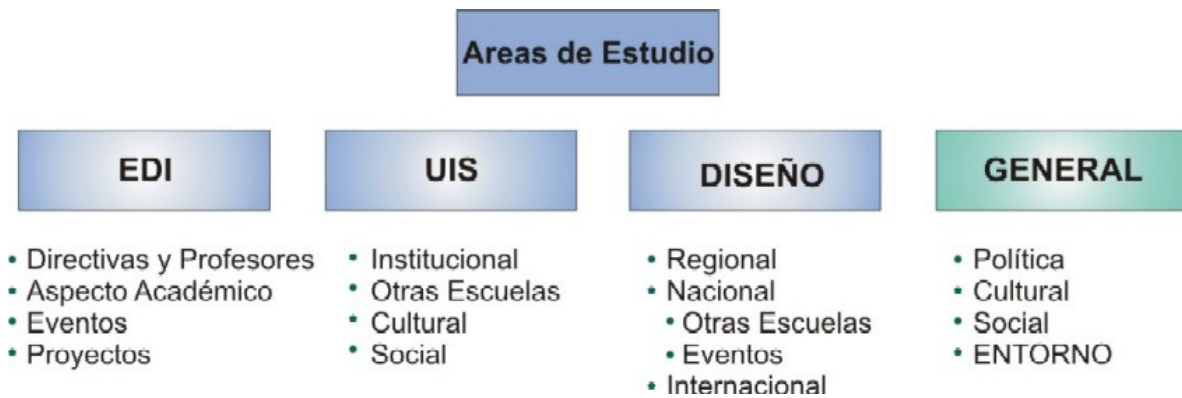 Areas de Estudio
EDI
• Directivas y Profesores
• Aspecto Académico
• Eventos
• Proyectos
UIS
• Institucional
• Otras Escuelas
• Cultural
• Social
DISEÑO
• Regional
• Nacional
• Otras Escuelas
• Eventos
• Internacional
GENERAL
• Política
• Cultural
• Social
• ENTORNO